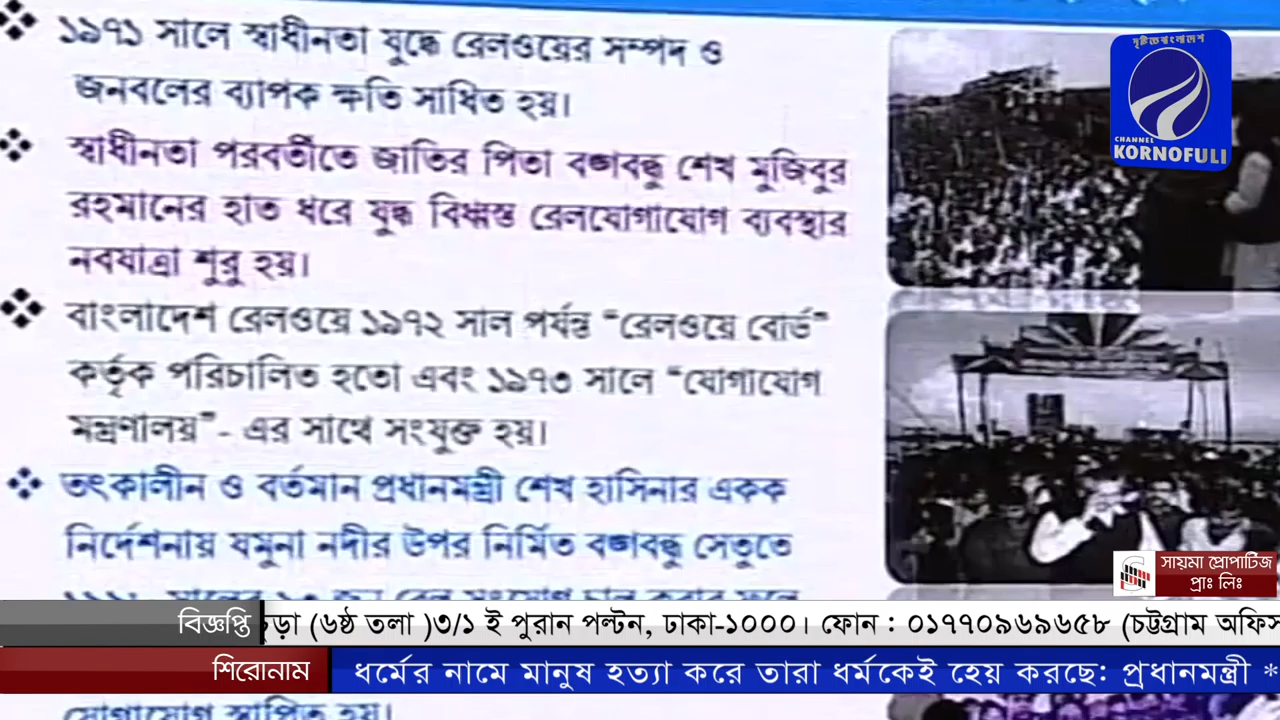 ১৯৭১ সালে স্বাধীনতা যুদ্ধে রেলওয়ের সম্পদ ও
জনবলের ব্যাপক ক্ষতি সাধিত হয়।
স্বাধীনতা পরবর্তীতে জাতির পিতা বঙ্গবন্ধু শেখ মুজিবুর
রহমানের হাত ধরে যুদ্ধ বিধ্বস্ত রেলযোগাযোগ ব্যবস্থার
নবযাত্রা শুরু হয়।
বাংলাদেশ রেলওয়ে ১৯৭২ সাল পর্যন্ত “রেলওয়ে বোর্ড”
কর্তৃক পরিচালিত হতো এবং ১৯৭৩ সালে “যোগাযোগ
মন্ত্রণালয়”- এর সাথে সংযুক্ত হয়।
তৎকালীন ও বর্তমান প্রধানমন্ত্রী শেখ হাসিনার একক
নির্দেশনায় যমুনা নদীর উপর নির্মিত বঙ্গবন্ধু সেতুতে
যোগাযোগ স্থাপিত হয়।
দৃষ্টিতে বাংলাদেশ
CHANNEL
KORNOFULI
সায়মা প্রোপার্টিজ
প্রাঃ লিঃ
বিজ্ঞপ্তি
(৬ষ্ঠ তলা )৩/১ ই পুরান পল্টন, ঢাকা-১০০০। ফোন : ০১৭৭০৯৬৯৬৫৮ (চট্টগ্রাম অফিস
শিরোনাম
ধর্মের নামে মানুষ হত্যা করে তারা ধর্মকেই হেয় করছে: প্রধানমন্ত্রী *